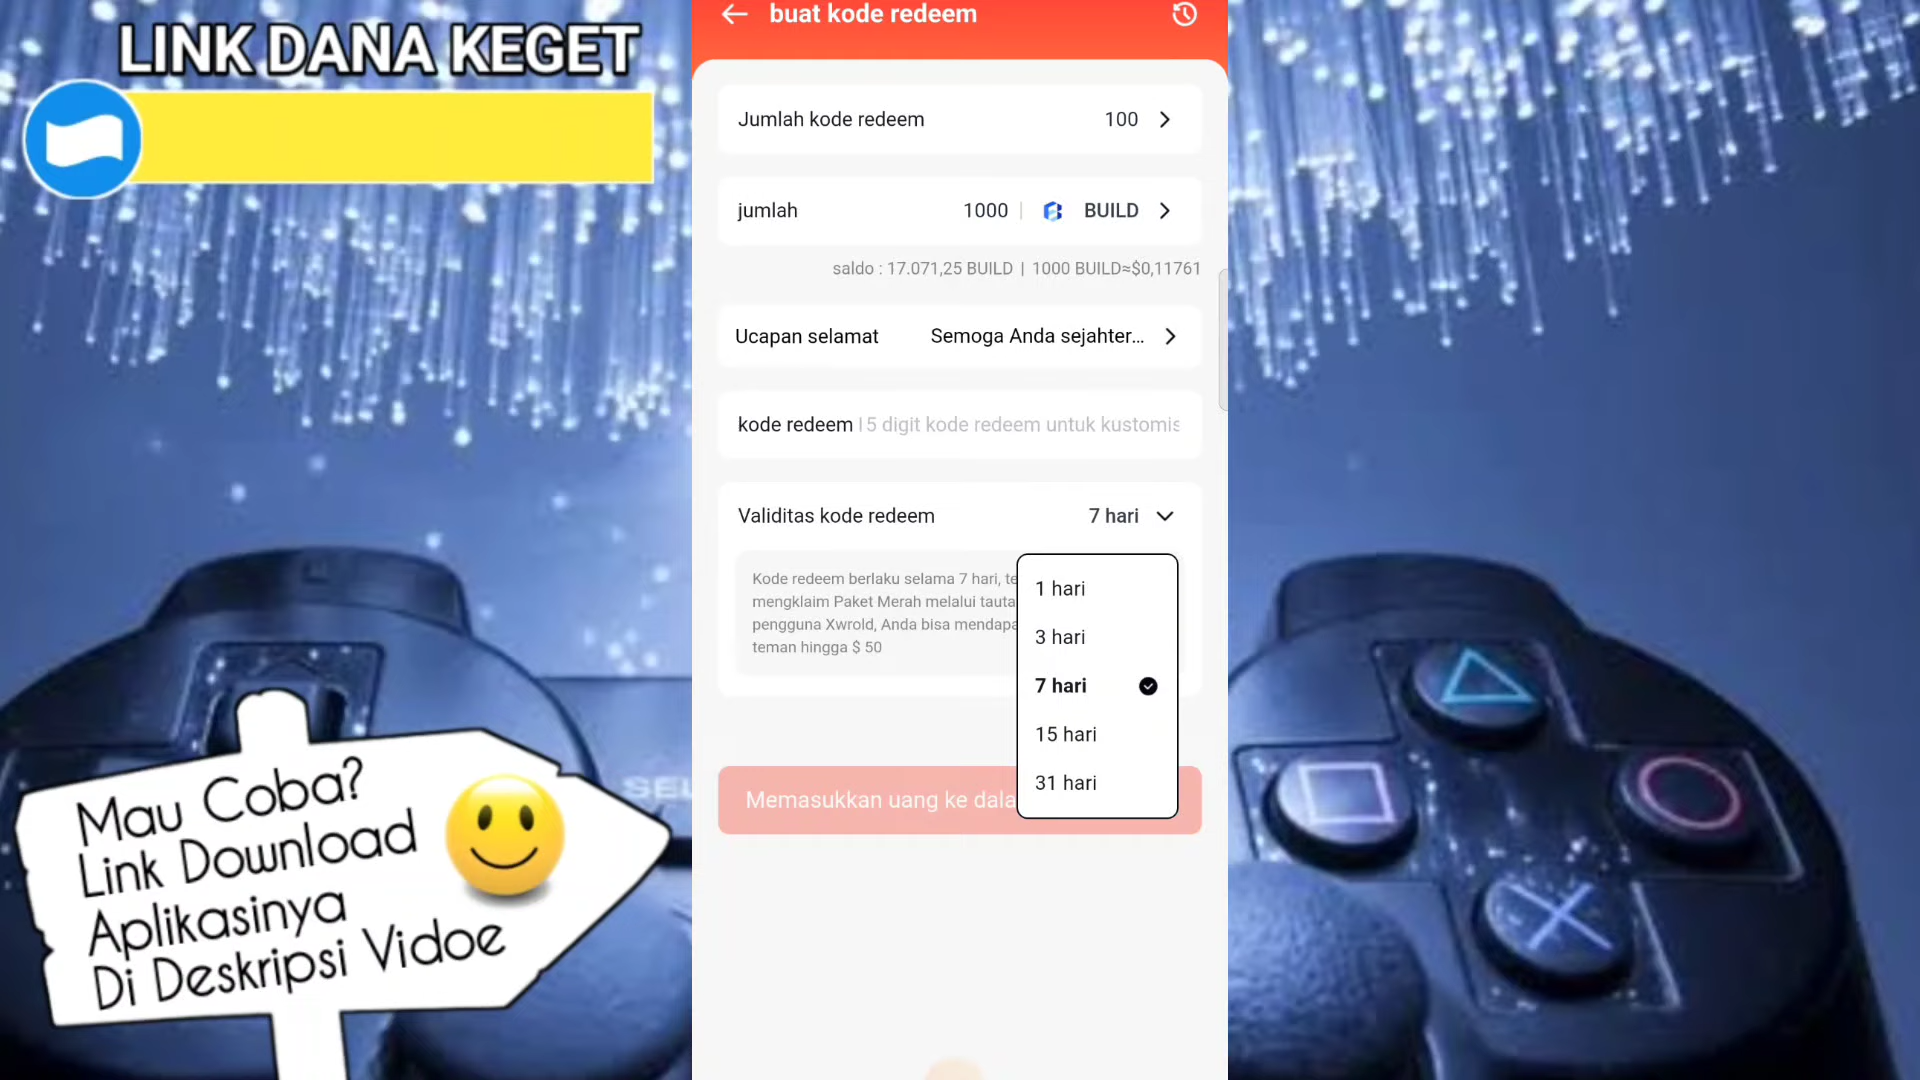 LINK DANA KEGET
buat kode redeem
Jumlah kode redeem 100
jumlah 1000 | BUILD
saldo : 17.071,25 BUILD | 1000 BUILD≈$0,11761
Ucapan selamat Semoga Anda sejahter...
kode redeem 5 digit kode redeem untuk kustomis
Validitas kode redeem 7 hari
Kode redeem berlaku selama 7 hari, te
mengklaim Paket Merah melalui tauta
pengguna Xwrold, Anda bisa mendapa
teman hingga $ 50
1 hari
3 hari
7 hari
15 hari
31 hari
Memasukkan uang ke dala
Mau Coba?
Link Download
Aplikasinya
Di Deskripsi Vidoe
SEL